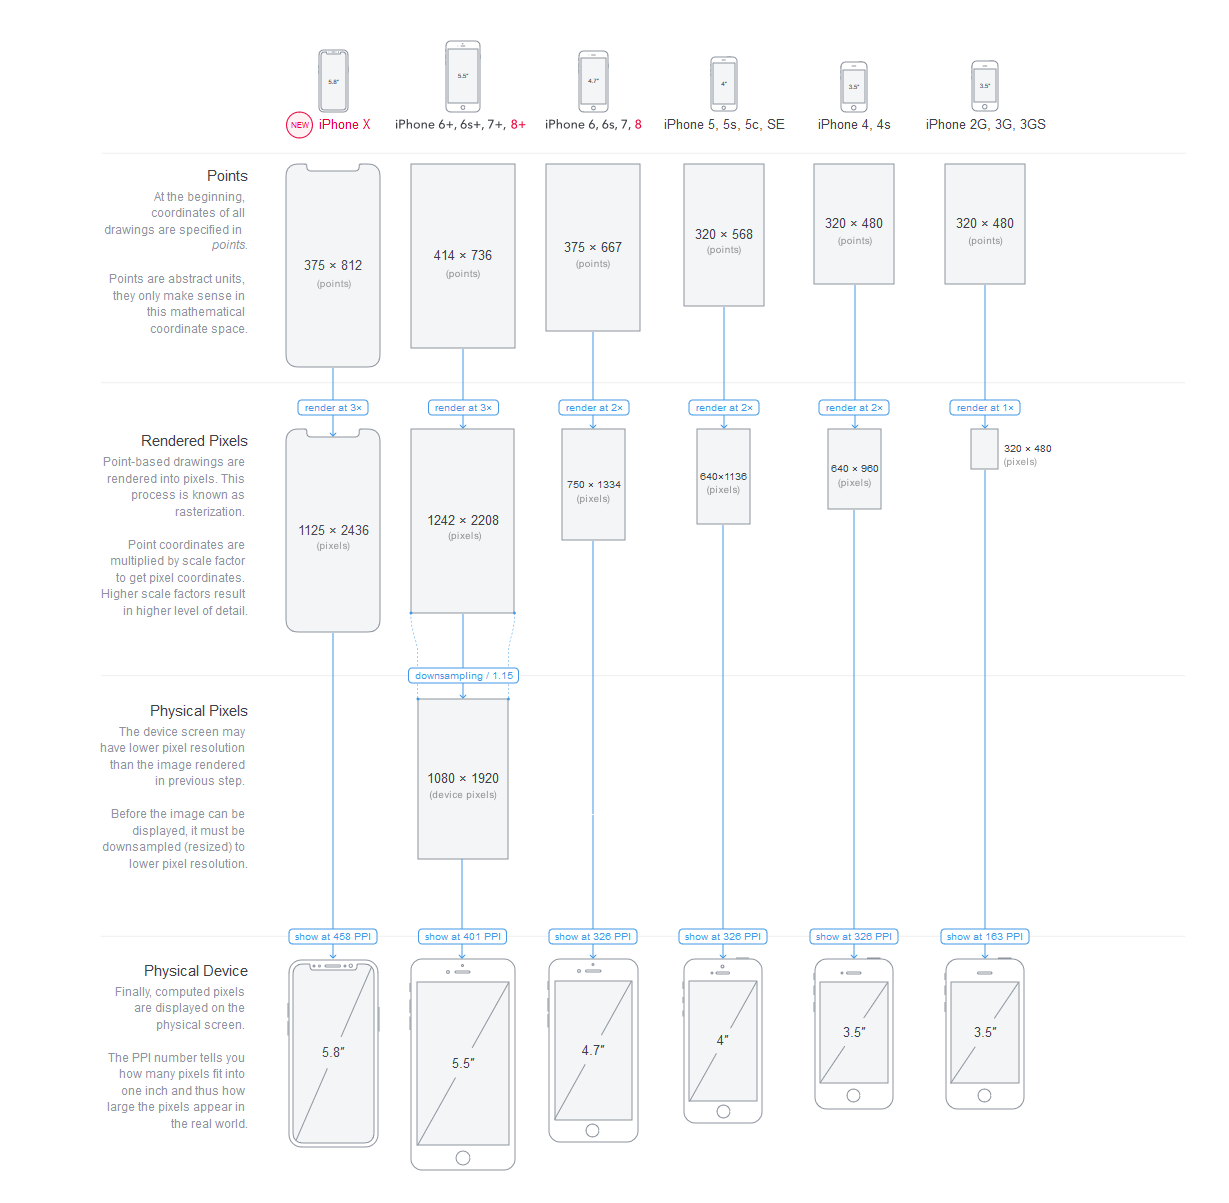 5.8"
5.5"
4.7"
4"
3.5"
3.5"
NEW iPhone X
iPhone 6+, 6s+, 7+, 8+
iPhone 6, 6s, 7, 8
iPhone 5, 5s, 5c, SE
iPhone 4, 4s
iPhone 2G, 3G, 3GS
Points
At the beginning,
coordinates of all
drawings are specified in
points.
Points are abstract units,
they only make sense in
this mathematical
coordinate space.
375 × 812
(points)
414 × 736
(points)
375 × 667
(points)
320 × 568
(points)
320 × 480
(points)
320 × 480
(points)
render at 3×
render at 3×
render at 2×
render at 2×
render at 2×
render at 1×
Rendered Pixels
Point-based drawings are
rendered into pixels. This
process is known as
rasterization.
Point coordinates are
multiplied by scale factor
to get pixel coordinates.
Higher scale factors result
in higher level of detail.
1125 × 2436
(pixels)
1242 × 2208
(pixels)
750 × 1334
(pixels)
640×1136
(pixels)
640 × 960
(pixels)
320 × 480
(pixels)
downsampling / 1.15
Physical Pixels
The device screen may
have lower pixel resolution
than the image rendered
in previous step.
Before the image can be
displayed, it must be
downsampled (resized) to
lower pixel resolution.
1080 × 1920
(device pixels)
show at 458 PPI
show at 401 PPI
show at 326 PPI
show at 326 PPI
show at 326 PPI
show at 163 PPI
Physical Device
Finally, computed pixels
are displayed on the
physical screen.
The PPI number tells you
how many pixels fit into
one inch and thus how
large the pixels appear in
the real world.
5.8"
5.5"
4.7"
4"
3.5"
3.5"